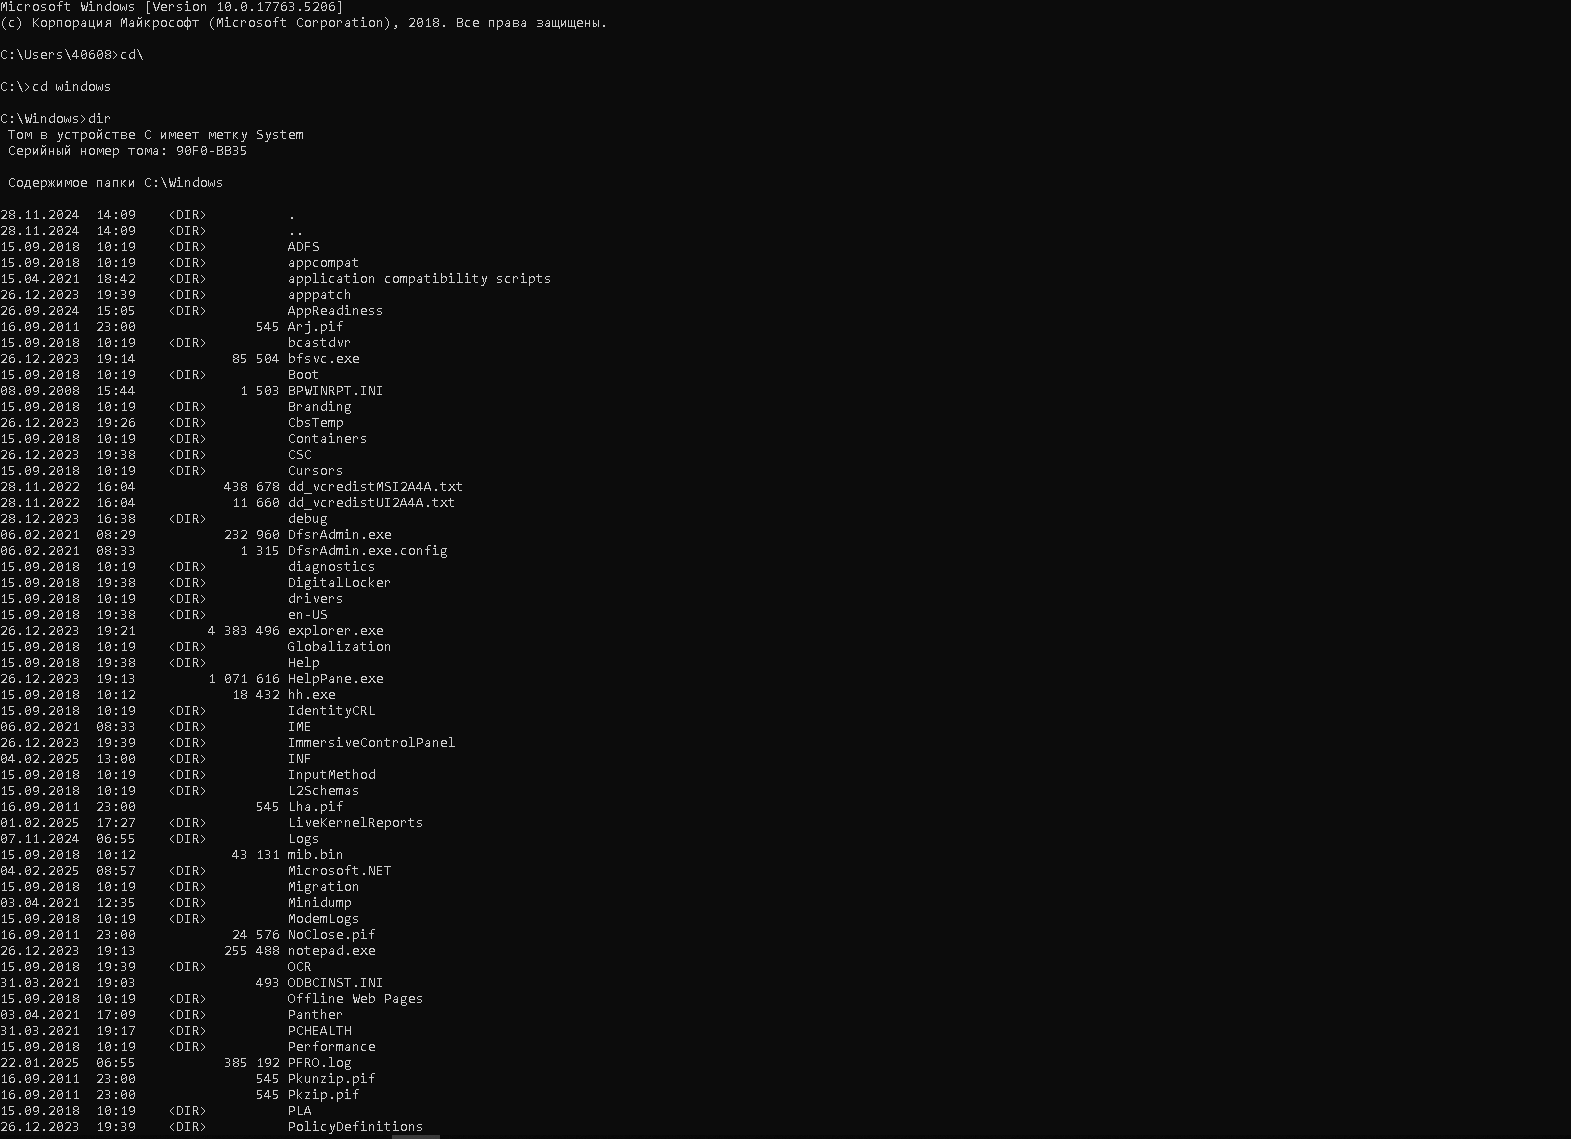 Microsoft Windows [Version 10.0.17763.5206]
(c) Корпорация Майкрософт (Microsoft Corporation), 2018. Все права защищены.

C:\Users\40608>cd\

C:\>cd windows

C:\Windows>dir
 Том в устройстве C имеет метку System
 Серийный номер тома: 90F0-BB35

 Содержимое папки C:\Windows

28.11.2024  14:09    <DIR>          .
28.11.2024  14:09    <DIR>          ..
15.09.2018  10:19    <DIR>          ADFS
15.09.2018  10:19    <DIR>          appcompat
15.04.2021  18:42    <DIR>          application compatibility scripts
26.12.2023  19:39    <DIR>          apppatch
26.09.2024  15:05    <DIR>          AppReadiness
16.09.2011  23:00               545 Arj.pif
15.09.2018  10:19    <DIR>          bcastdvr
26.12.2023  19:14            85 504 bfsvc.exe
15.09.2018  10:19    <DIR>          Boot
08.09.2008  15:44             1 503 BPWINRPT.INI
15.09.2018  10:19    <DIR>          Branding
26.12.2023  19:26    <DIR>          CbsTemp
15.09.2018  10:19    <DIR>          Containers
26.12.2023  19:38    <DIR>          CSC
15.09.2018  10:19    <DIR>          Cursors
28.11.2022  16:04           438 678 dd_vcredistMSI2A4A.txt
28.11.2022  16:04            11 660 dd_vcredistUI2A4A.txt
28.12.2023  16:38    <DIR>          debug
06.02.2021  08:29           232 960 DfsrAdmin.exe
06.02.2021  08:33             1 315 DfsrAdmin.exe.config
15.09.2018  10:19    <DIR>          diagnostics
15.09.2018  19:38    <DIR>          DigitalLocker
15.09.2018  10:19    <DIR>          drivers
15.09.2018  19:38    <DIR>          en-US
26.12.2023  19:21         4 383 496 explorer.exe
15.09.2018  10:19    <DIR>          Globalization
15.09.2018  19:38    <DIR>          Help
26.12.2023  19:13         1 071 616 HelpPane.exe
15.09.2018  10:12            18 432 hh.exe
15.09.2018  10:19    <DIR>          IdentityCRL
06.02.2021  08:33    <DIR>          IME
26.12.2023  19:39    <DIR>          ImmersiveControlPanel
04.02.2025  13:00    <DIR>          INF
15.09.2018  10:19    <DIR>          InputMethod
15.09.2018  10:19    <DIR>          L2Schemas
16.09.2011  23:00               545 Lha.pif
01.02.2025  17:27    <DIR>          LiveKernelReports
07.11.2024  06:55    <DIR>          Logs
15.09.2018  10:12            43 131 mib.bin
04.02.2025  08:57    <DIR>          Microsoft.NET
15.09.2018  10:19    <DIR>          Migration
03.04.2021  12:35    <DIR>          Minidump
15.09.2018  10:19    <DIR>          ModemLogs
16.09.2011  23:00            24 576 NoClose.pif
26.12.2023  19:13           255 488 notepad.exe
15.09.2018  19:39    <DIR>          OCR
31.03.2021  19:03               493 ODBCINST.INI
15.09.2018  10:19    <DIR>          Offline Web Pages
03.04.2021  17:09    <DIR>          Panther
31.03.2021  19:17    <DIR>          PCHEALTH
15.09.2018  10:19    <DIR>          Performance
22.01.2025  06:55           385 192 PFRO.log
16.09.2011  23:00               545 Pkunzip.pif
16.09.2011  23:00               545 Pkzip.pif
15.09.2018  10:19    <DIR>          PLA
26.12.2023  19:39    <DIR>          PolicyDefinitions